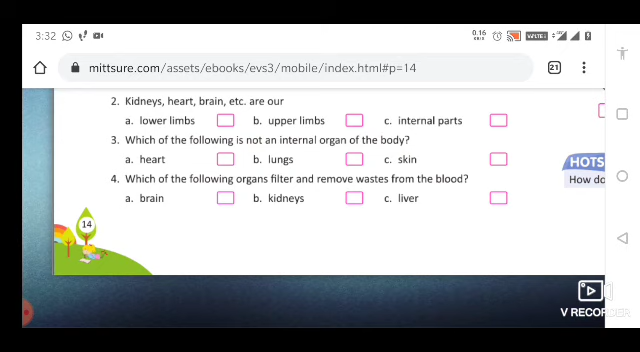 3:32
0.16
KB/S
VoLTE
mittsure.com/assets/ebooks/evs3/mobile/index.html#p=14
21
2. Kidneys, heart, brain, etc. are our
a. lower limbs b. upper limbs c. internal parts
3. Which of the following is not an internal organ of the body?
a. heart b. lungs c. skin
4. Which of the following organs filter and remove wastes from the blood?
a. brain b. kidneys c. liver
HOTS
How do
14
V RECORDER